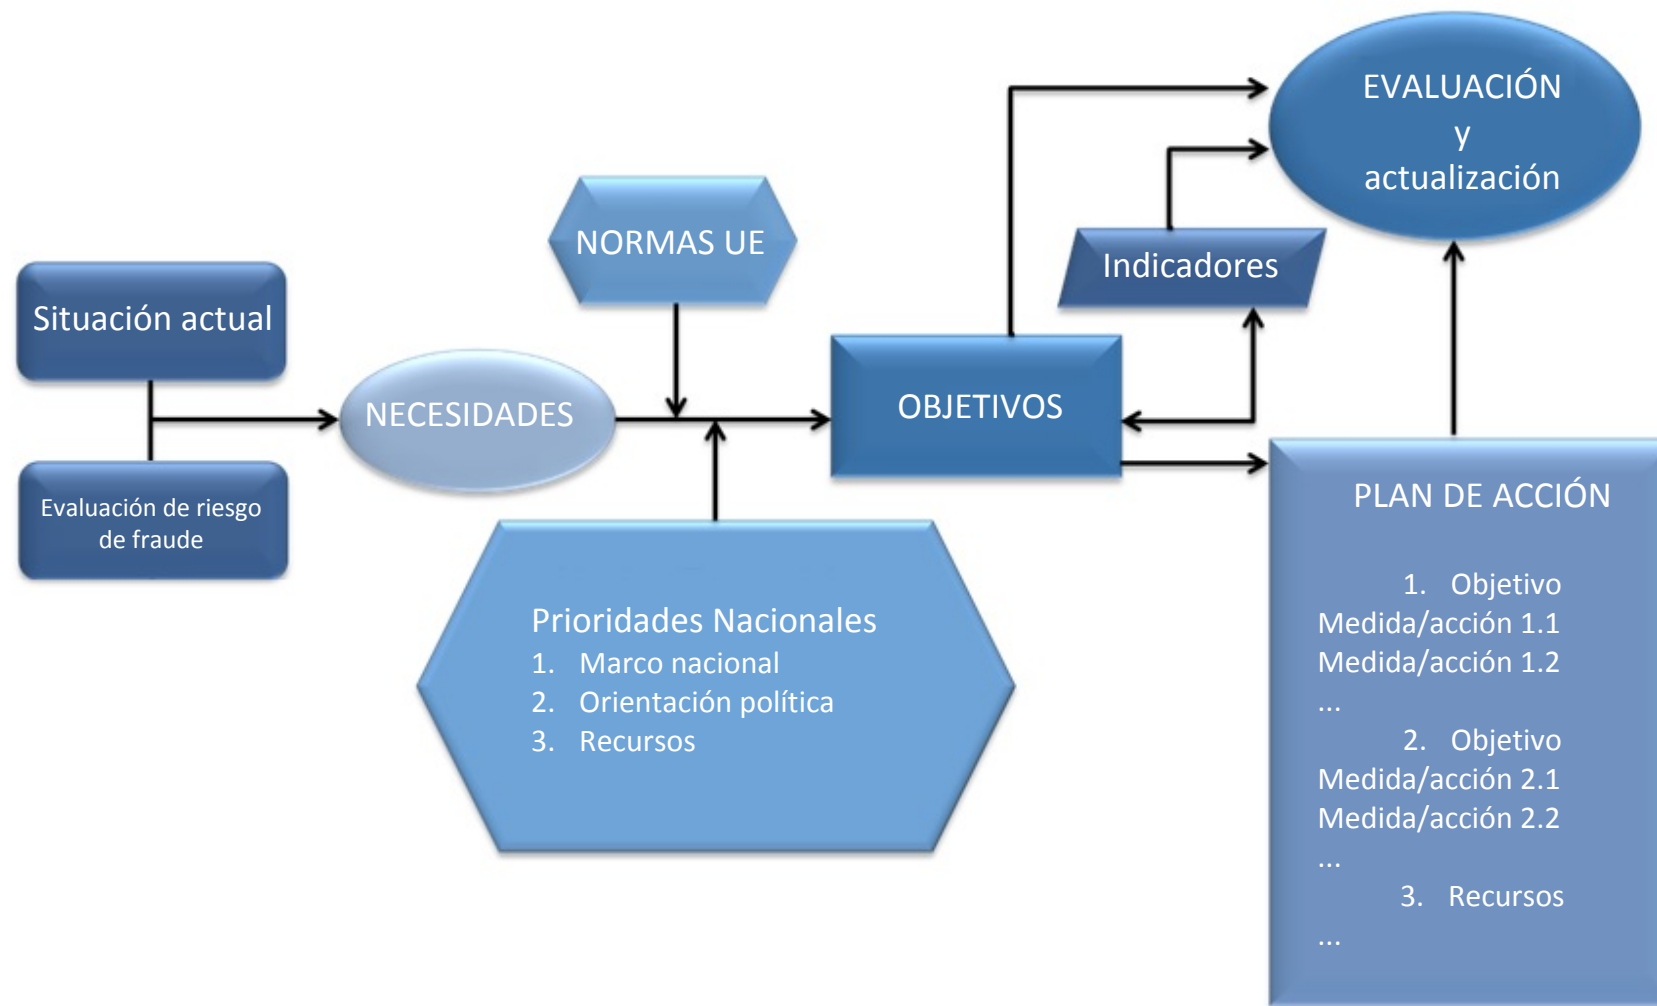 EVALUACIÓN
y
actualización
NORMAS UE
Indicadores
Situación actual
NECESIDADES
OBJETIVOS
Evaluación de riesgo
de fraude
PLAN DE ACCIÓN
1. Objetivo
Medida/acción 1.1
Medida/acción 1.2
...
2. Objetivo
Medida/acción 2.1
Medida/acción 2.2
...
3. Recursos
...
Prioridades Nacionales
1. Marco nacional
2. Orientación política
3. Recursos